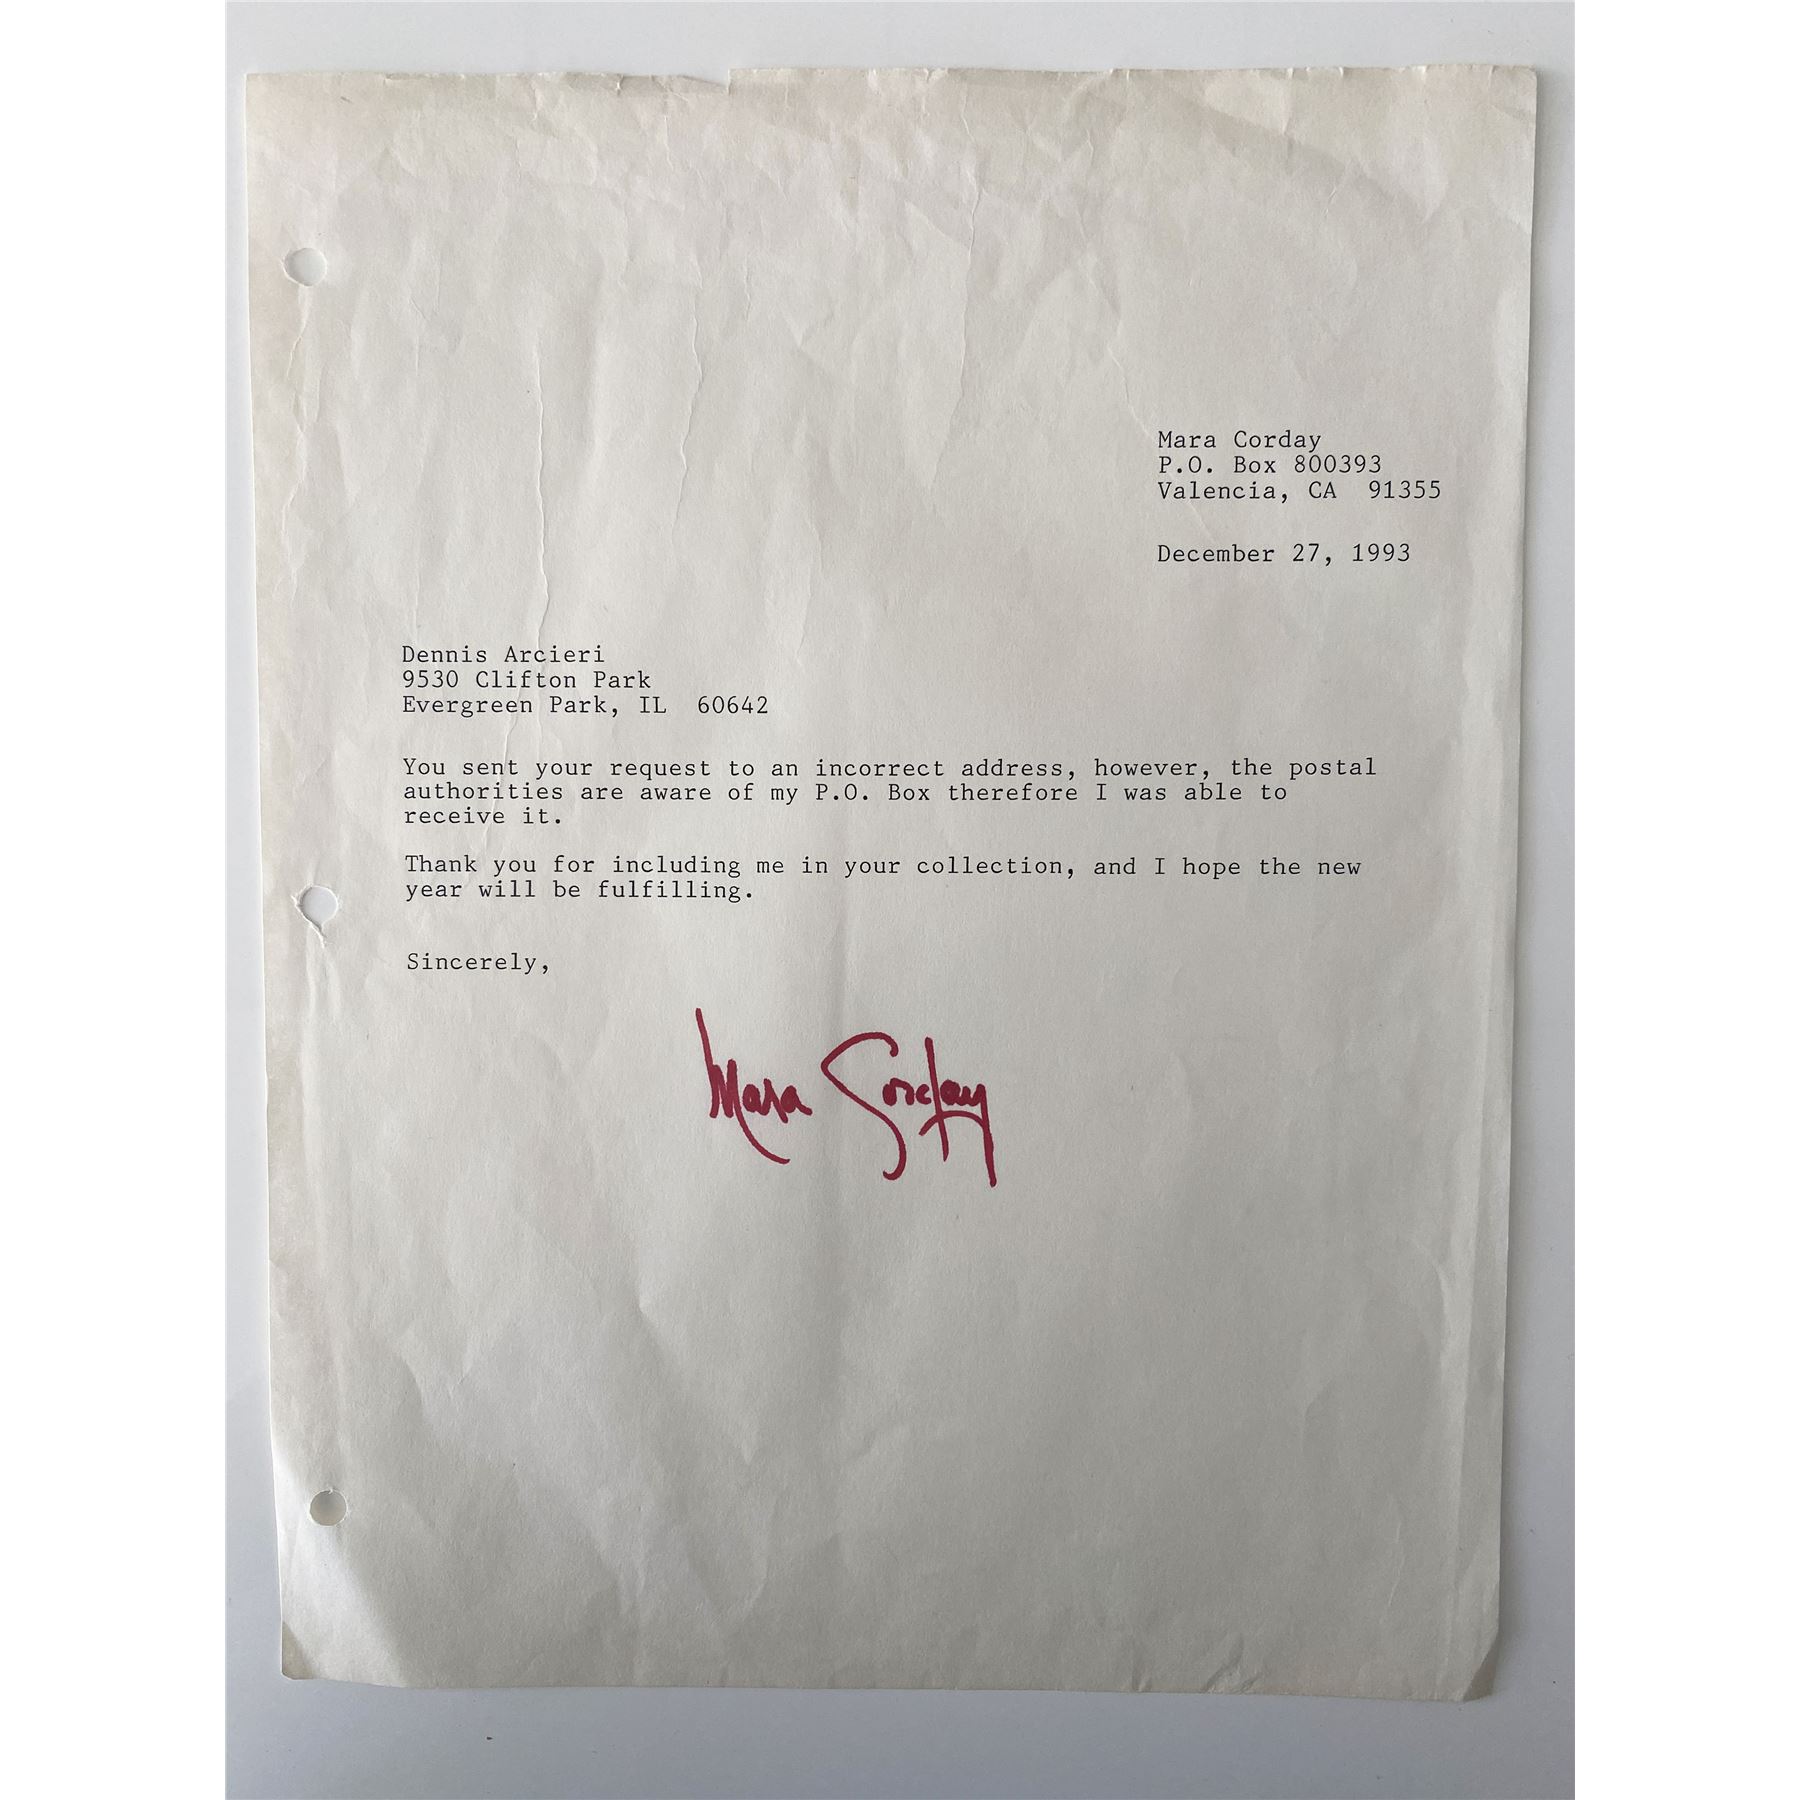 Mara Corday
P.O. Box 800393
Valencia, CA  91355
December 27, 1993
Dennis Arcieri
9530 Clifton Park
Evergreen Park, IL  60642
You sent your request to an incorrect address, however, the postal
authorities are aware of my P.O. Box therefore I was able to
receive it.
Thank you for including me in your collection, and I hope the new
year will be fulfilling.
Sincerely,
Mara Corday